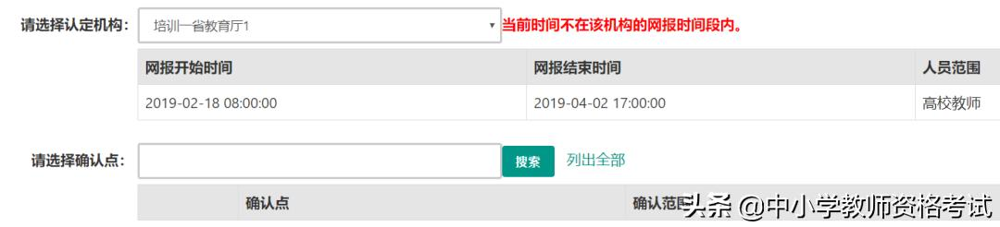 请选择认定机构： 培训一省教育厅1 当前时间不在该机构的网报时间段内。
网报开始时间 网报结束时间 人员范围
2019-02-18 08:00:00 2019-04-02 17:00:00 高校教师
请选择确认点： 搜索 列出全部
确认点 确认范围
头条 @中小学教师资格考试